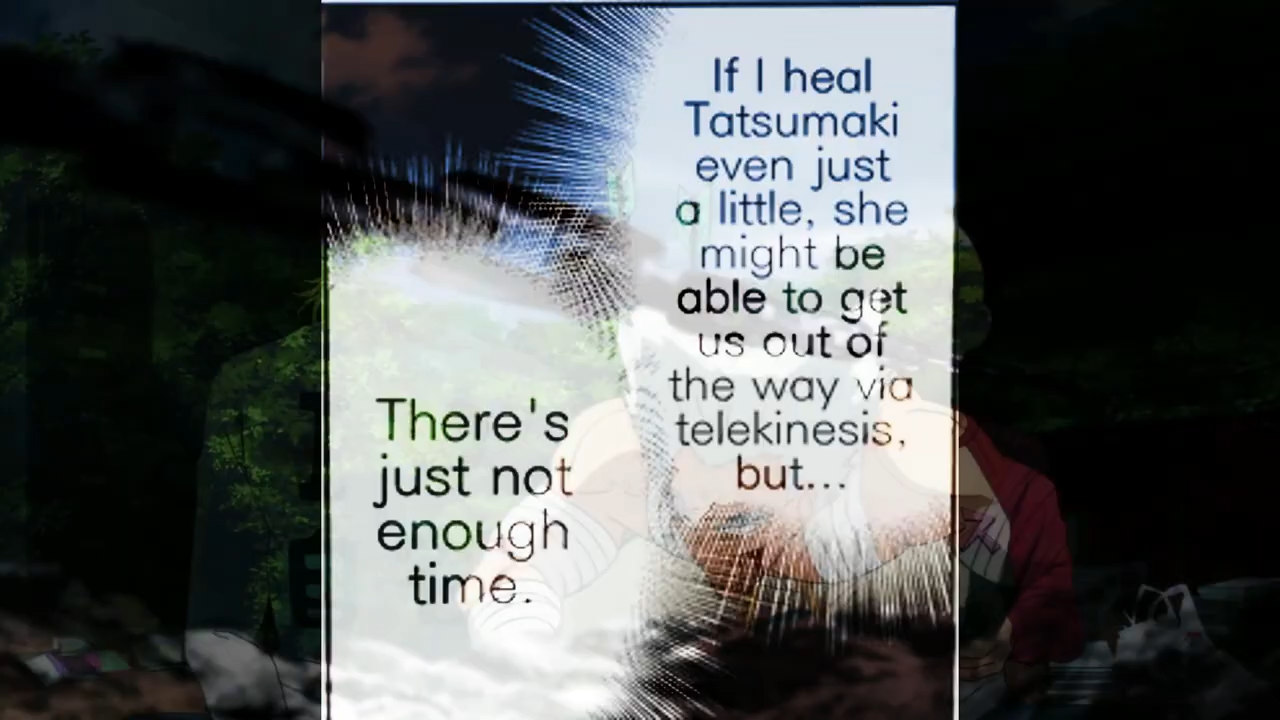 If I heal
Tatsumaki
even just
a little, she
might be
able to get
us out of
the way via
telekinesis,
but...
There's
just not
enough
time.